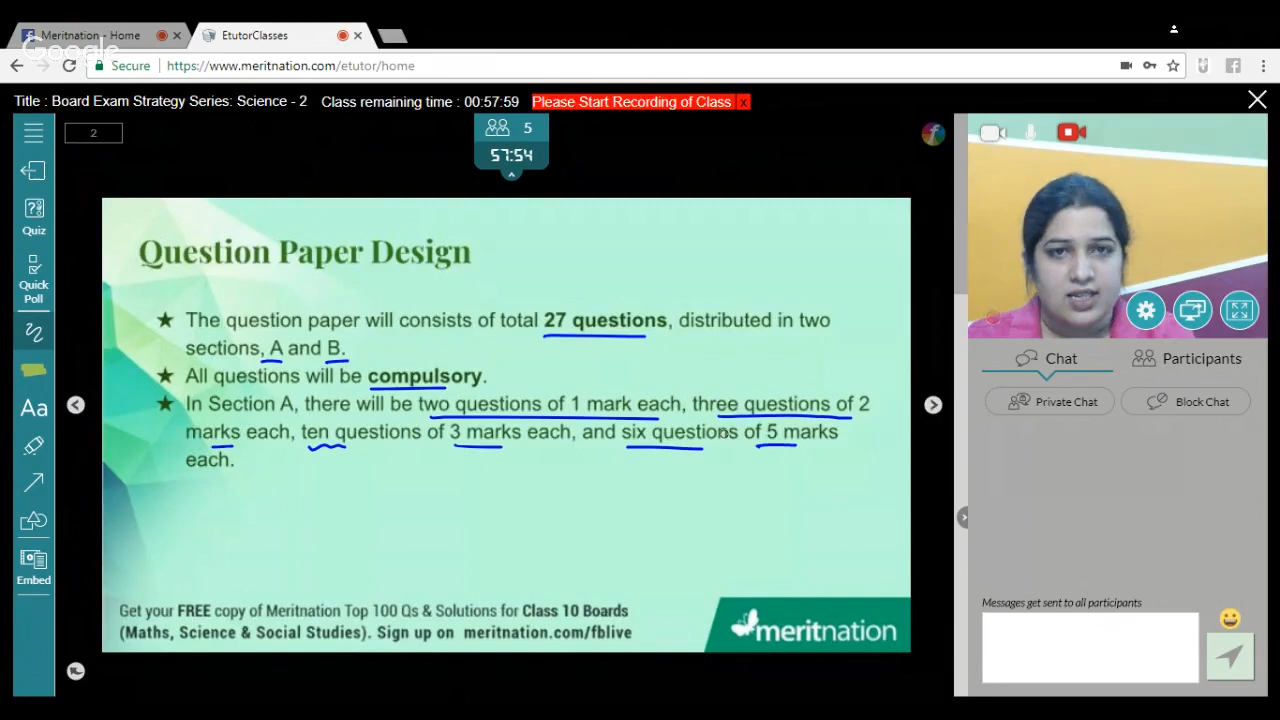 Meritnation - Home
EtutorClasses
Google
Secure https://www.meritnation.com/etutor/home
Title : Board Exam Strategy Series: Science - 2 Class remaining time : 00:57:59 Please Start Recording of Class x
2
5
57:54
Quiz
Quick
Poll
Aa
Embed
Question Paper Design
★ The question paper will consists of total 27 questions, distributed in two
sections, A and B.
★ All questions will be compulsory.
★ In Section A, there will be two questions of 1 mark each, three questions of 2
marks each, ten questions of 3 marks each, and six questions of 5 marks
each.
Get your FREE copy of Meritnation Top 100 Qs & Solutions for Class 10 Boards
(Maths, Science & Social Studies). Sign up on meritnation.com/fblive
meritnation
Chat Participants
Private Chat Block Chat
Messages get sent to all participants